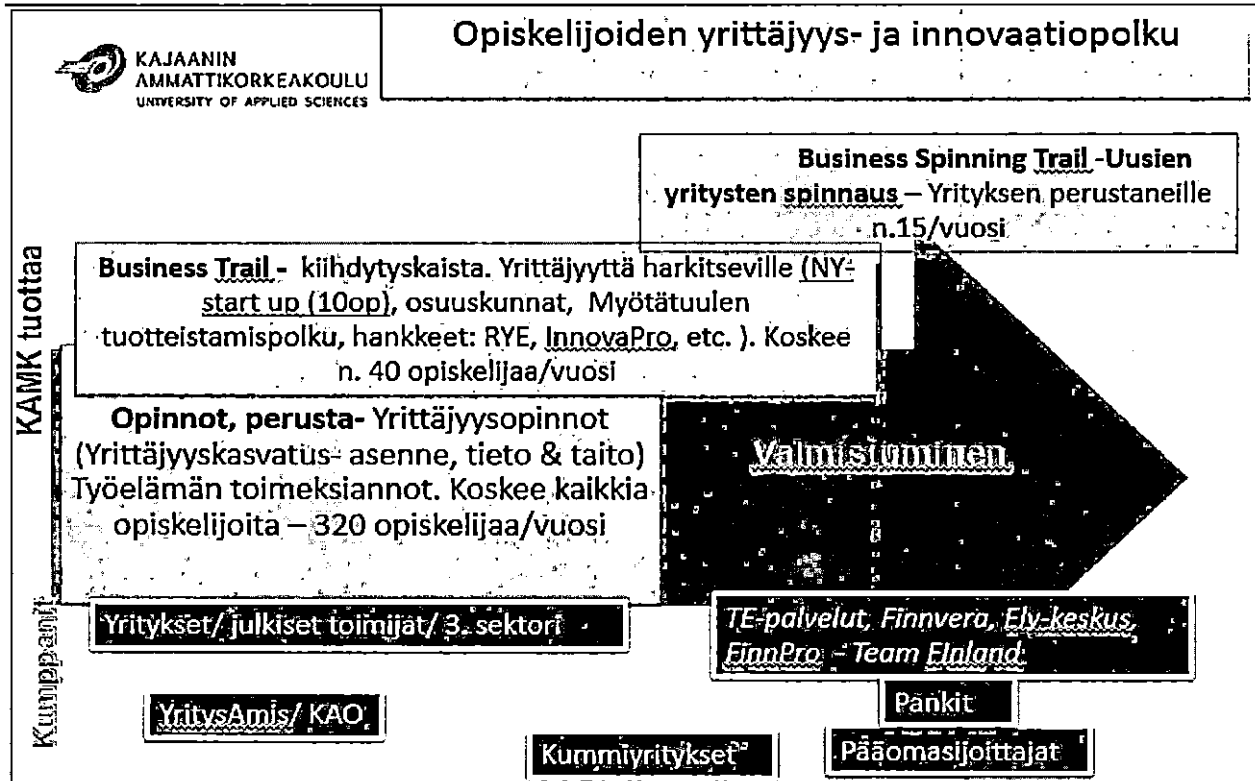 KAJAANIN
AMMATTIKORKEAKOULU
UNIVERSITY OF APPLIED SCIENCES
Opiskelijoiden yrittäjyys- ja innovaatiopolku
Business Spinning Trail -Uusien
yritysten spinnaus – Yrityksen perustaneille
n.15/vuosi
KAMK tuottaa
Business Trail - kiihdytyskaista. Yrittäjyyttä harkitseville (NY-
start up (10op), osuuskunnat, Myötätuulen
tuotteistamispolku, hankkeet: RYE, InnovaPro, etc. ). Koskee
n. 40 opiskelijaa/vuosi
Opinnot, perusta- Yrittäjyysopinnot
(Yrittäjyyskasvatus- asenne, tieto & taito)
Työelämän toimeksiannot. Koskee kaikkia
opiskelijoita – 320 opiskelijaa/vuosi
Valmistuminen
Kumppanit
Yritykset/ julkiset toimijat/ 3. sektori
TE-palvelut, Finnvera, Ely-keskus,
FinnPro – Team Finland
YritysAmis/ KAO
Pankit
Kummiyritykset
Pääomasijoittajat